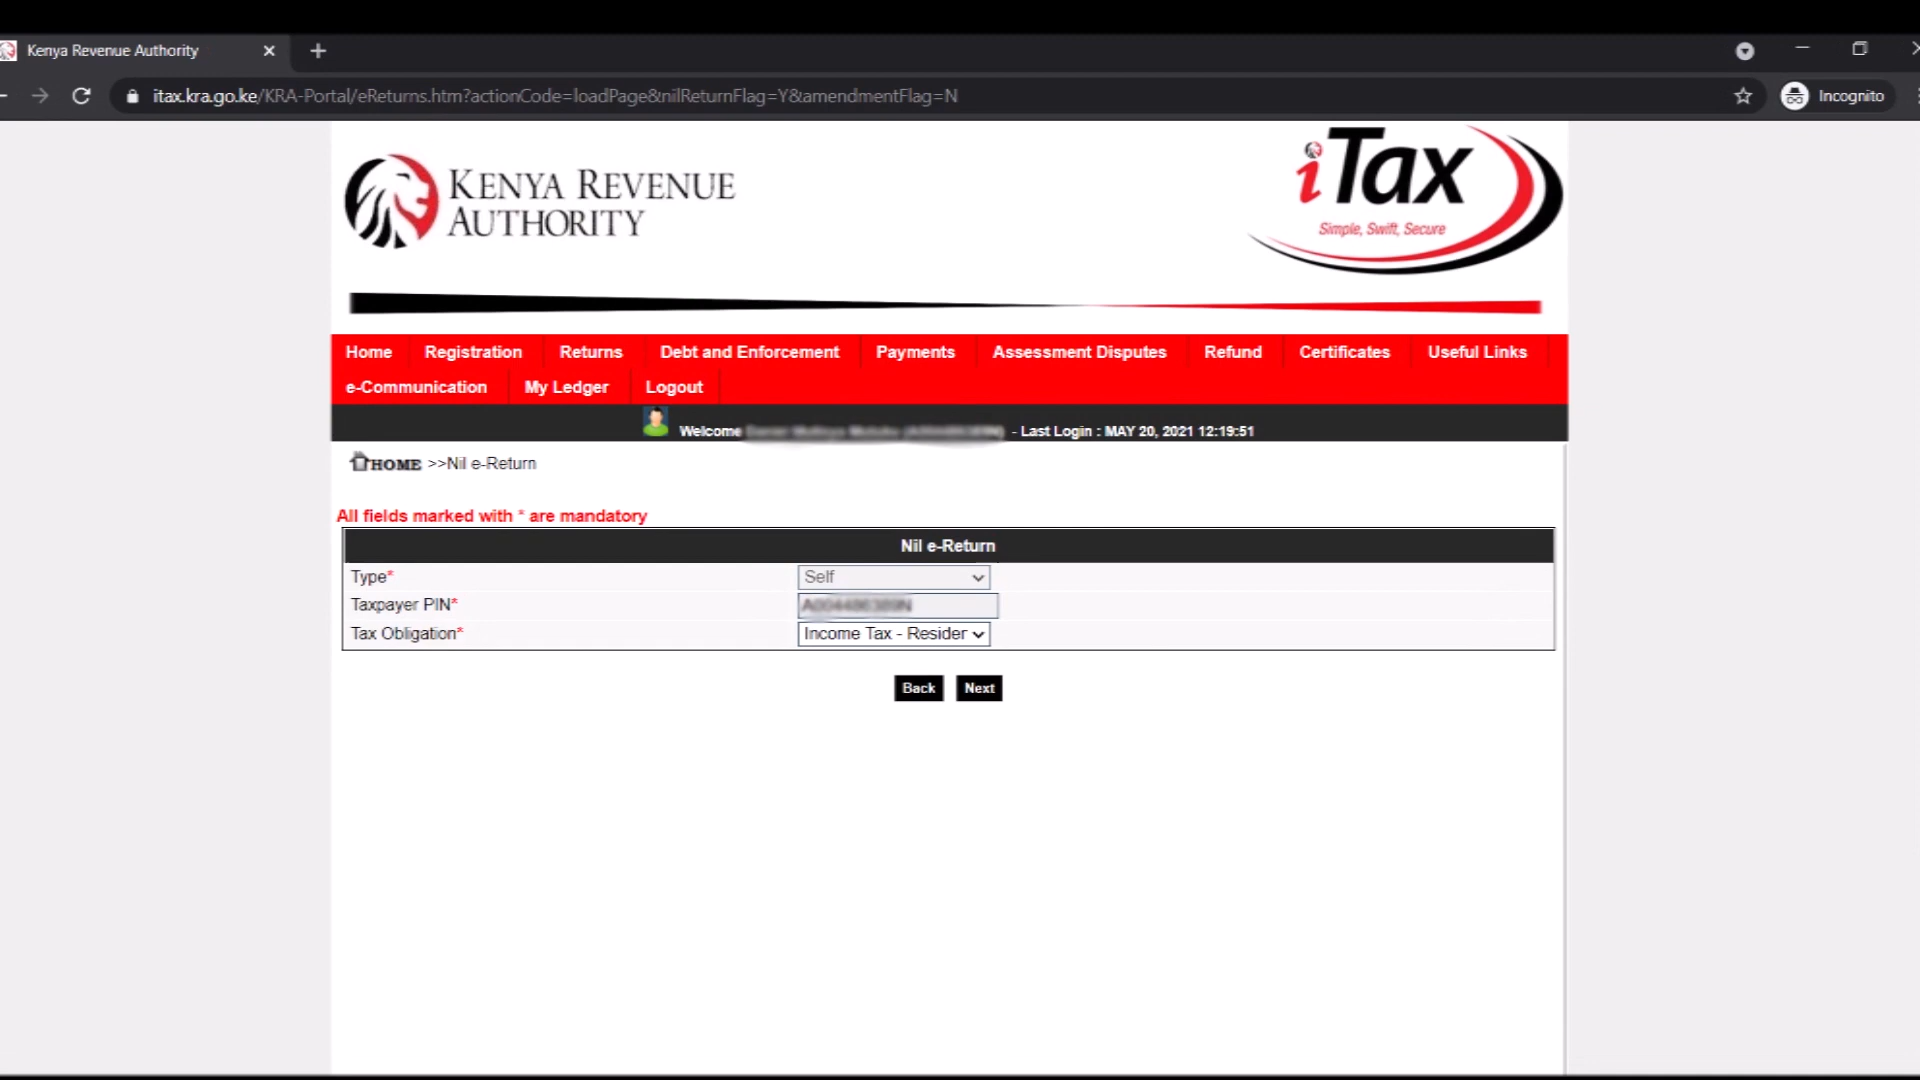 Kenya Revenue Authority
itax.kra.go.ke/KRA-Portal/eReturns.htm?actionCode=loadPage&nilReturnFlag=Y&amendmentFlag=N
Incognito
KENYA REVENUE
AUTHORITY
iTax
Simple, Swift, Secure
Home Registration Returns Debt and Enforcement Payments Assessment Disputes Refund Certificates Useful Links
e-Communication My Ledger Logout
Welcome - Last Login : MAY 20, 2021 12:19:51
HOME >>Nil e-Return
All fields marked with * are mandatory
Nil e-Return
Type* Self
Taxpayer PIN*
Tax Obligation* Income Tax - Resider
Back Next